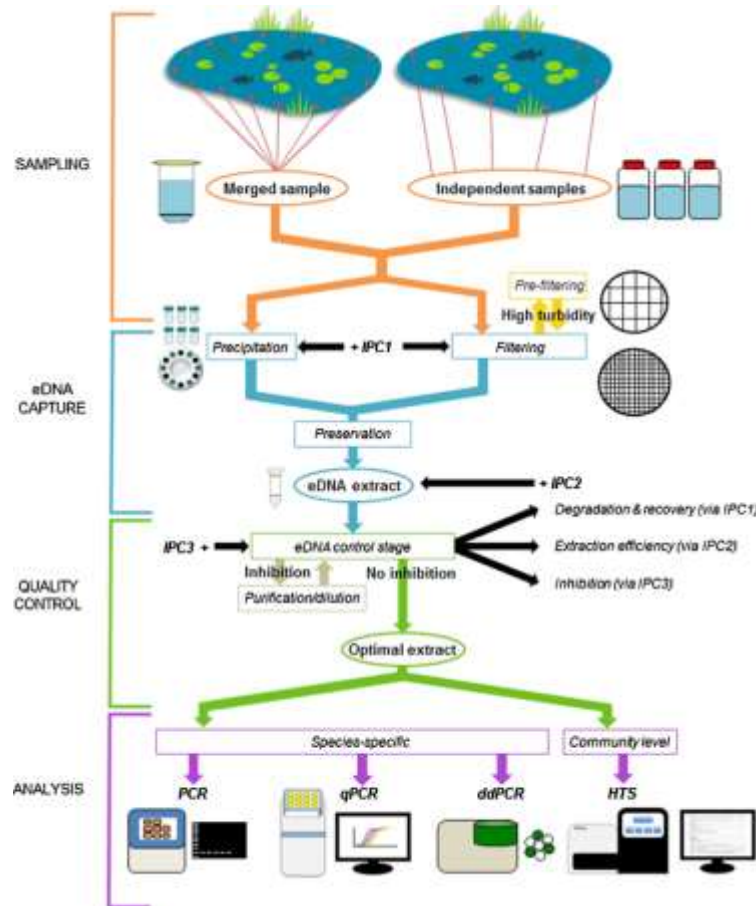 SAMPLING
Merged sample
Independent samples
Pre-filtering
High turbidity
Precipitation
+ IPC1
Filtering
eDNA
CAPTURE
Preservation
eDNA extract
+ IPC2
Degradation & recovery (via IPC1)
IPC3 +
eDNA control stage
Extraction efficiency (via IPC2)
Inhibition
No inhibition
Inhibition (via IPC3)
QUALITY
CONTROL
Purification/dilution
Optimal extract
Species-specific
Community level
ANALYSIS
PCR
qPCR
ddPCR
HTS